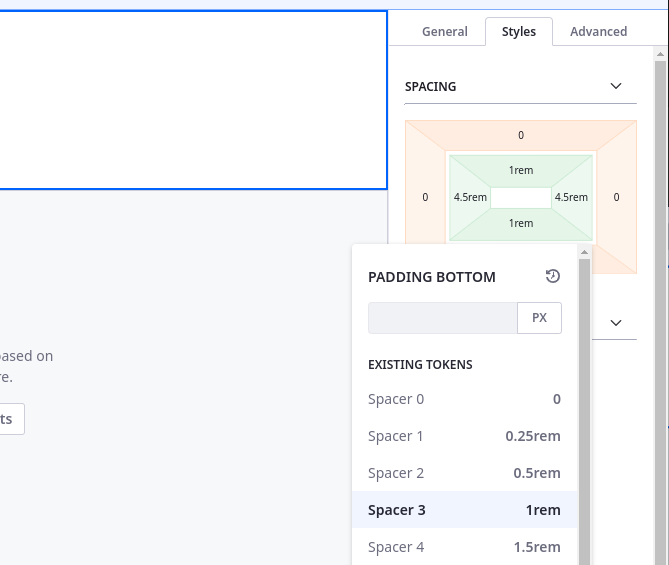 General Styles Advanced
SPACING
0
1rem
0 4.5rem 4.5rem 0
1rem
PADDING BOTTOM
PX
ased on
re.
EXISTING TOKENS
Spacer 0 0
ts
Spacer 1 0.25rem
Spacer 2 0.5rem
Spacer 3 1rem
Spacer 4 1.5rem